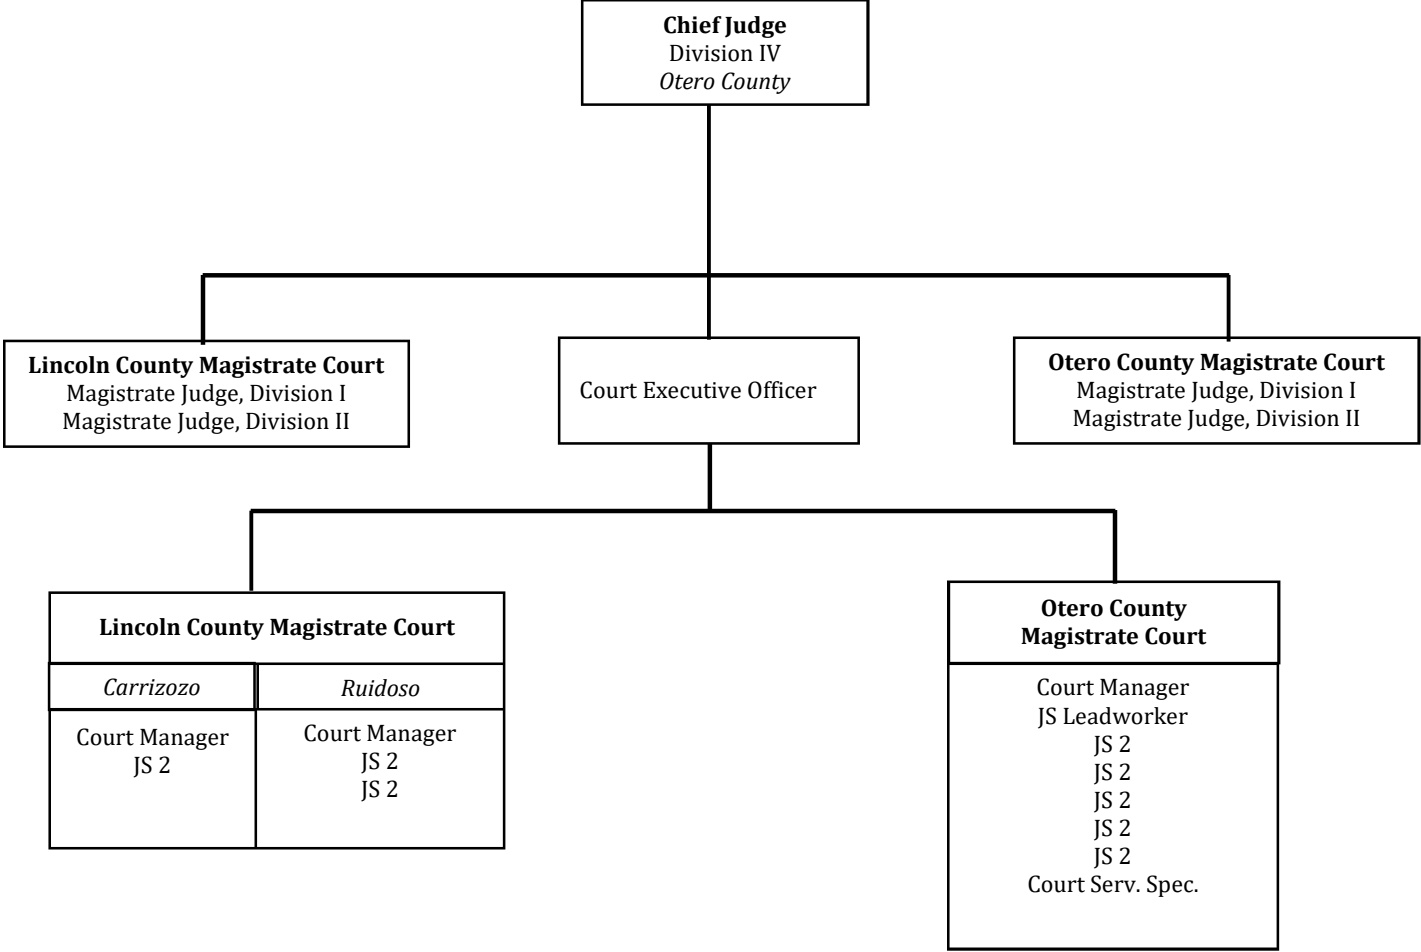 Chief Judge
Division IV
Otero County
Lincoln County Magistrate Court
Magistrate Judge, Division I
Magistrate Judge, Division II
Court Executive Officer
Otero County Magistrate Court
Magistrate Judge, Division I
Magistrate Judge, Division II
Lincoln County Magistrate Court
Carrizozo
Court Manager
JS 2
Ruidoso
Court Manager
JS 2
JS 2
Otero County
Magistrate Court
Court Manager
JS Leadworker
JS 2
JS 2
JS 2
JS 2
JS 2
Court Serv. Spec.